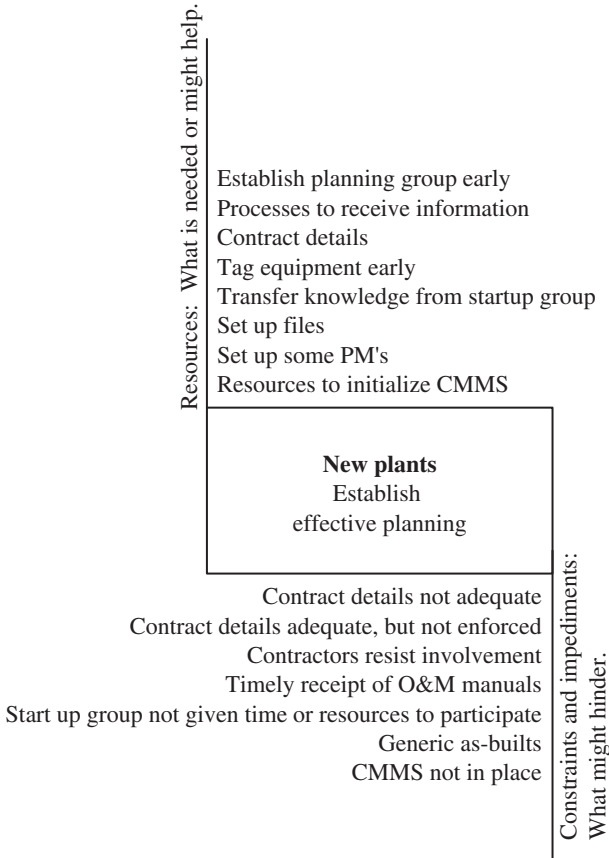 Resources: What is needed or might help.
Establish planning group early
Processes to receive information
Contract details
Tag equipment early
Transfer knowledge from startup group
Set up files
Set up some PM's
Resources to initialize CMMS
New plants
Establish
effective planning
Contract details not adequate
Contract details adequate, but not enforced
Contractors resist involvement
Timely receipt of O&M manuals
Start up group not given time or resources to participate
Generic as-builts
CMMS not in place
Constraints and impediments:
What might hinder.